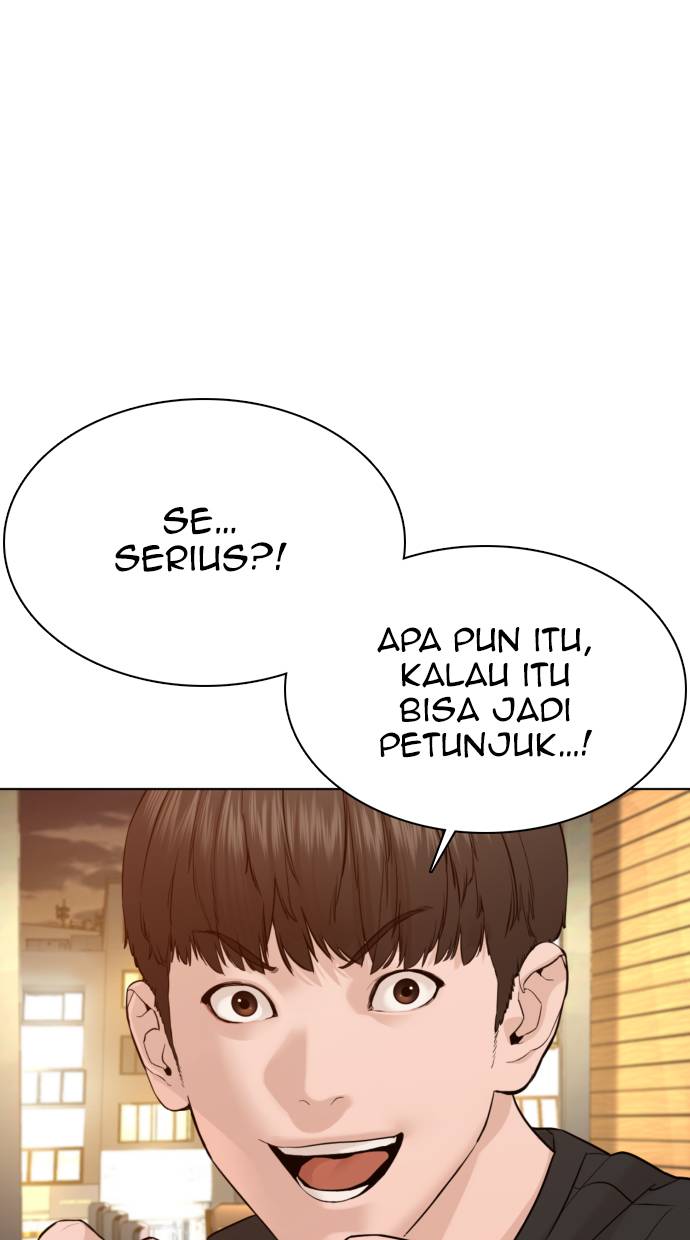 SE...
SERIUS?!
APA PUN ITU,
KALAU ITU
BISA JADI
PETUNJUK...!